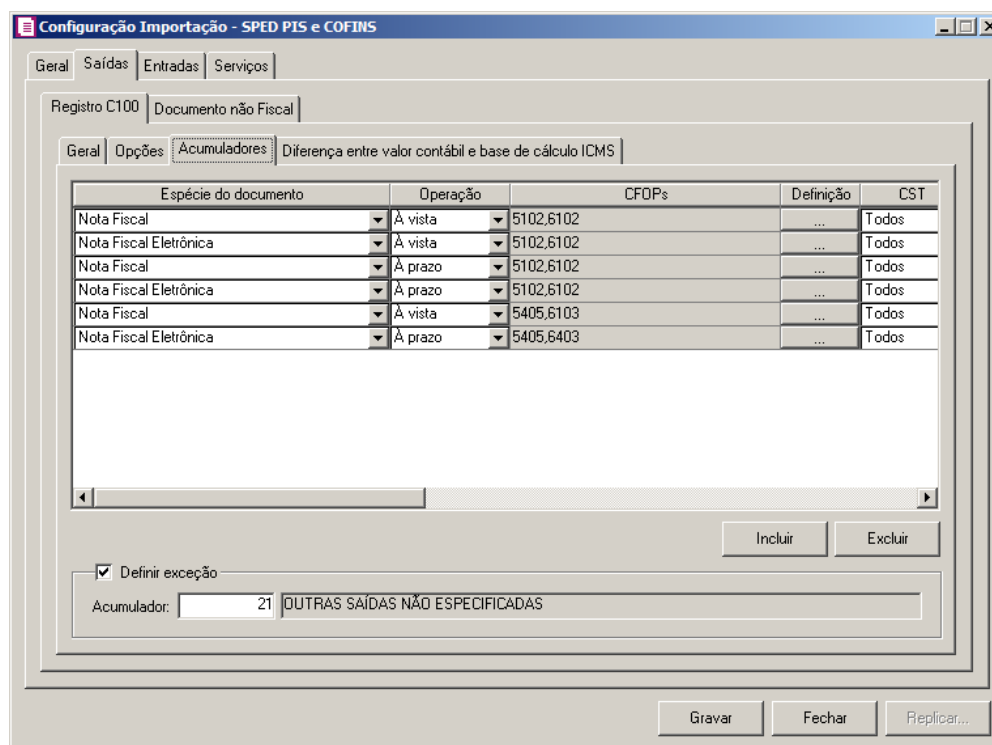 Configuração Importação - SPED PIS e COFINS
Geral Saídas Entradas Serviços
Registro C100 Documento não Fiscal
Geral Opções Acumuladores Diferença entre valor contábil e base de cálculo ICMS
Espécie do documento Operação CFOPs Definição CST
Nota Fiscal À vista 5102,6102 ... Todos
Nota Fiscal Eletrônica À vista 5102,6102 ... Todos
Nota Fiscal À prazo 5102,6102 ... Todos
Nota Fiscal Eletrônica À prazo 5102,6102 ... Todos
Nota Fiscal À vista 5405,6103 ... Todos
Nota Fiscal Eletrônica À prazo 5405,6403 ... Todos
Incluir Excluir
Definir exceção
Acumulador: 21 OUTRAS SAÍDAS NÃO ESPECIFICADAS
Gravar Fechar Replicar...